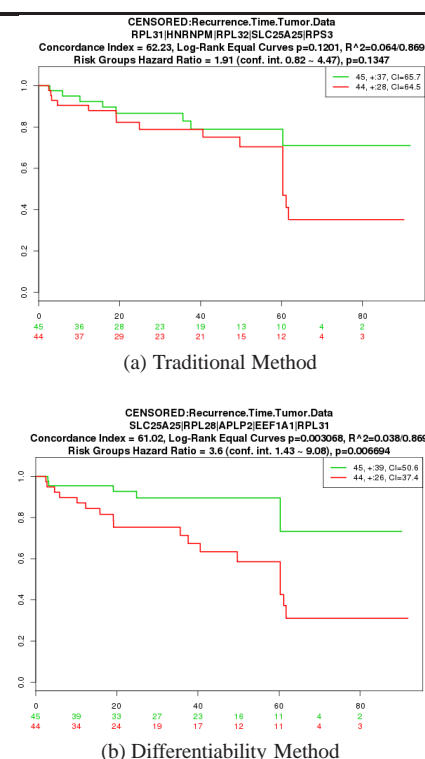 CENSORED:Recurrence.Time.Tumor.Data
RPL31|HNRNPM|RPL32|SLC25A25|RPS3
Concordance Index = 62.23, Log-Rank Equal Curves p=0.1201, R^2=0.064/0.869
Risk Groups Hazard Ratio = 1.91 (conf. int. 0.82 ~ 4.47), p=0.1347
45, +:37, CI=65.7
44, +:28, CI=64.5
1.0
0.8
0.6
0.4
0.2
0.0
0 20 40 60 80
45 36 28 23 19 13 10 4 2
44 37 29 23 21 15 12 4 3
(a) Traditional Method
CENSORED:Recurrence.Time.Tumor.Data
SLC25A25|RPL28|APLP2|EEF1A1|RPL31
Concordance Index = 61.02, Log-Rank Equal Curves p=0.003068, R^2=0.038/0.869
Risk Groups Hazard Ratio = 3.6 (conf. int. 1.43 ~ 9.08), p=0.006694
45, +:39, CI=50.6
44, +:26, CI=37.4
1.0
0.8
0.6
0.4
0.2
0.0
0 20 40 60 80
45 39 33 27 23 16 11 4 2
44 34 24 19 17 12 11 4 3
(b) Differentiability Method